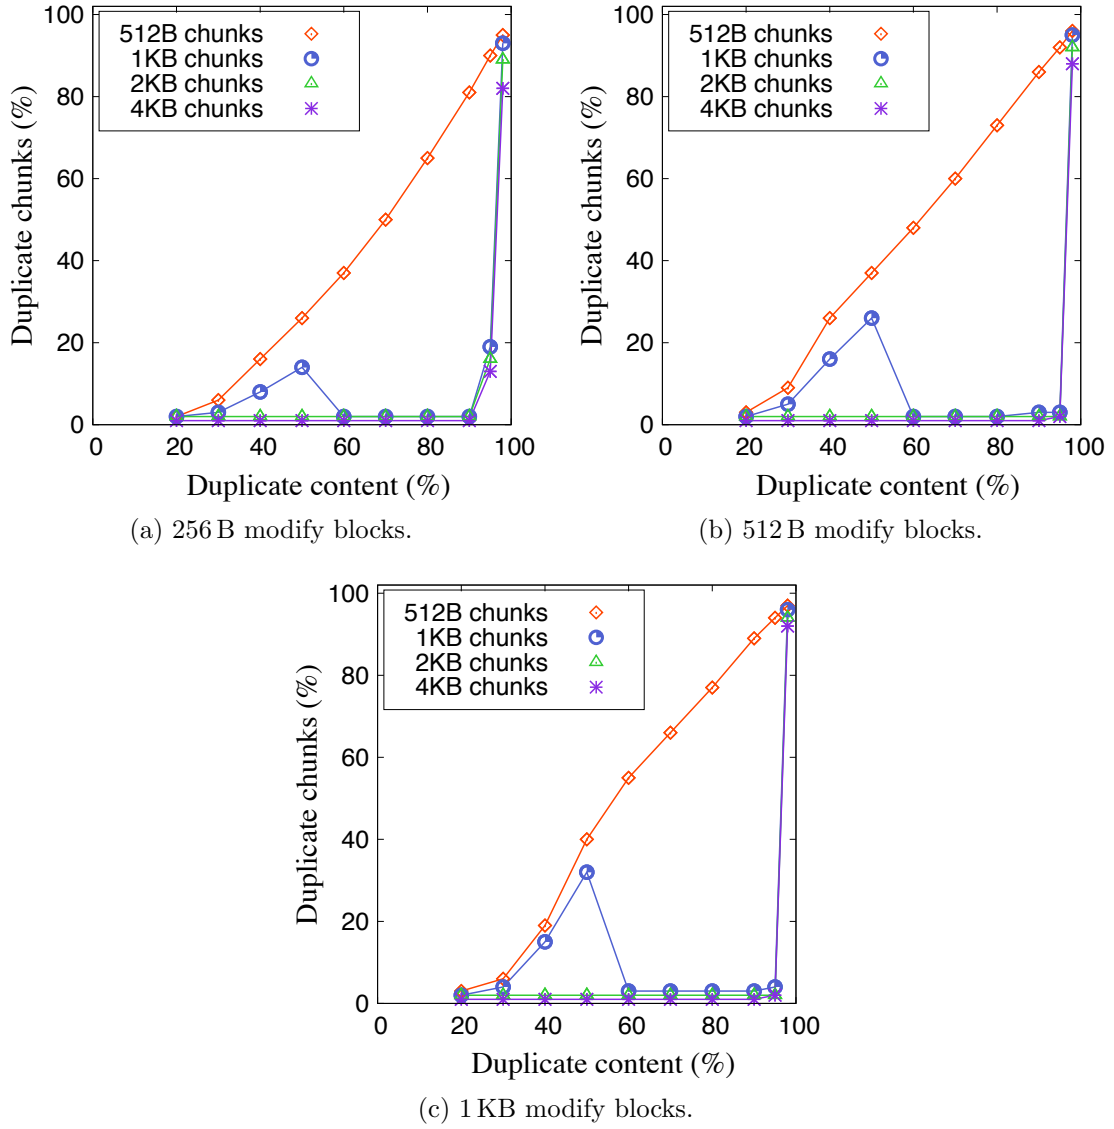 100
80
60
40
20
0
Duplicate chunks (%)
512B chunks
1KB chunks
2KB chunks
4KB chunks
0 20 40 60 80 100
Duplicate content (%)
(a) 256 B modify blocks.
100
80
60
40
20
0
Duplicate chunks (%)
512B chunks
1KB chunks
2KB chunks
4KB chunks
0 20 40 60 80 100
Duplicate content (%)
(b) 512 B modify blocks.
100
80
60
40
20
0
Duplicate chunks (%)
512B chunks
1KB chunks
2KB chunks
4KB chunks
0 20 40 60 80 100
Duplicate content (%)
(c) 1 KB modify blocks.